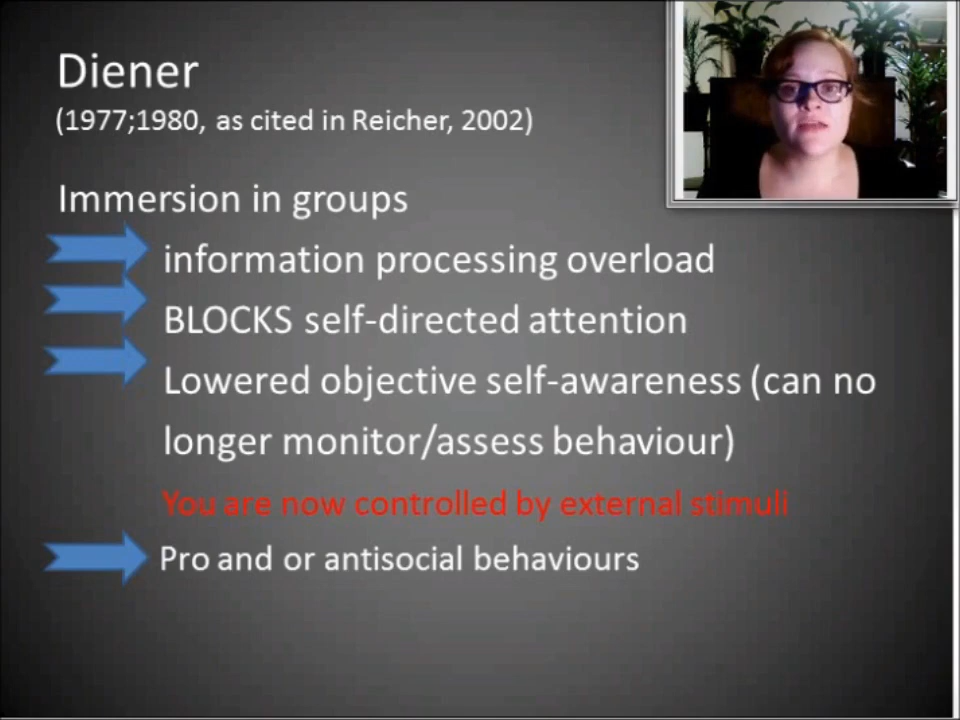 Diener
(1977;1980, as cited in Reicher, 2002)
Immersion in groups
information processing overload
BLOCKS self-directed attention
Lowered objective self-awareness (can no
longer monitor/assess behaviour)
You are now controlled by external stimuli
Pro and or antisocial behaviours